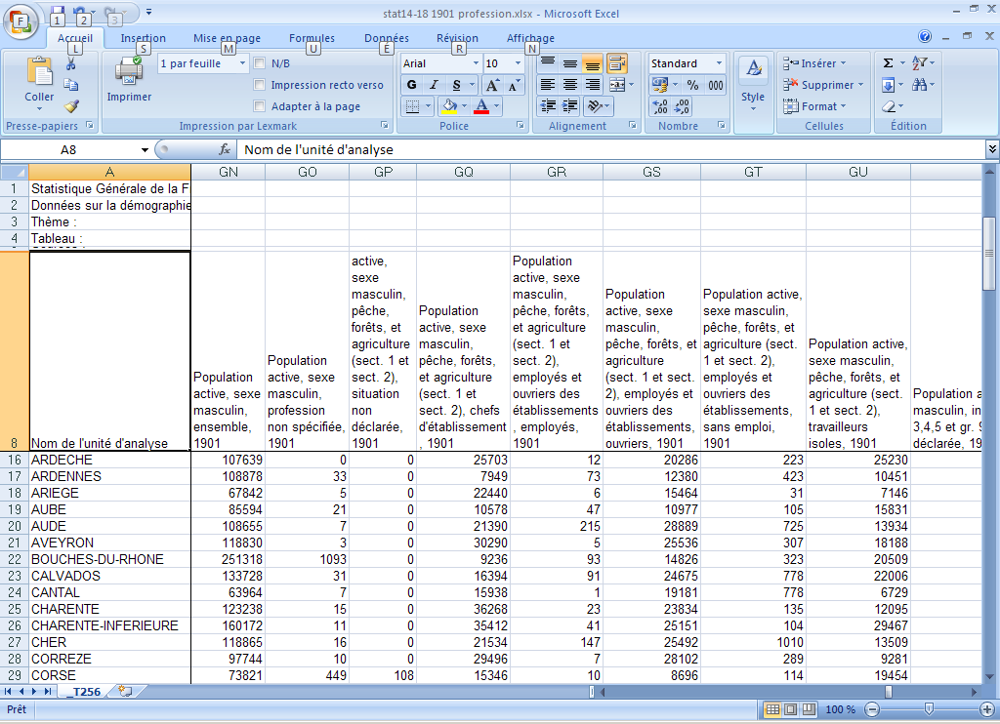 stat14-18 1901 profession.xlsx - Microsoft Excel
1 2 3
Accueil Insertion Mise en page Formules Données Révision Affichage
L S M U É R N
F
Coller
Presse-papiers
Imprimer
1 par feuille
N/B
Impression recto verso
Adapter à la page
Impression par Lexmark
Arial 10
G I S A A
A
Police
Alignement
Standard
% 000
,00 ,0
Nombre
A
Style
Insérer
Supprimer
Format
Cellules
Σ
Édition
A8 fx Nom de l'unité d'analyse
A GN GO GP GQ GR GS GT GU
1 Statistique Générale de la F
2 Données sur la démographie
3 Thème :
4 Tableau :
8 Nom de l'unité d'analyse
Population
active, sexe
masculin,
ensemble,
1901
Population
active, sexe
masculin,
profession
non spécifiée,
1901
active,
sexe
masculin,
pêche,
forêts, et
agriculture
(sect. 1 et
sect. 2),
situation
non
déclarée,
1901
Population
active, sexe
masculin,
pêche, forêts,
et agriculture
(sect. 1 et
sect. 2), chefs
d'établissement
, 1901
Population
active, sexe
masculin,
pêche, forêts,
et agriculture
(sect. 1 et
sect. 2),
employés et
ouvriers des
établissements
, employés,
1901
Population
active, sexe
masculin,
pêche, forêts, et
agriculture
(sect. 1 et sect.
2), employés et
ouvriers des
établissements,
ouvriers, 1901
Population active,
sexe masculin,
pêche, forêts, et
agriculture (sect.
1 et sect. 2),
employés et
ouvriers des
établissements,
sans emploi,
1901
Population active,
sexe masculin,
pêche, forêts, et
agriculture (sect.
1 et sect. 2),
travailleurs
isoles, 1901
Population a
masculin, in
3,4,5 et gr. 9
déclarée, 19
16 ARDECHE 107639 0 0 25703 12 20286 223 25230
17 ARDENNES 108878 33 0 7949 73 12380 423 10451
18 ARIEGE 67842 5 0 22440 6 15464 31 7146
19 AUBE 85594 21 0 10578 47 10977 105 15831
20 AUDE 108655 7 0 21390 215 28889 725 13934
21 AVEYRON 118830 3 0 30290 5 25536 307 18188
22 BOUCHES-DU-RHONE 251318 1093 0 9236 93 14826 323 20509
23 CALVADOS 133728 31 0 16394 91 24675 778 22006
24 CANTAL 63964 7 0 15938 1 19181 778 6729
25 CHARENTE 123238 15 0 36268 23 23834 135 12095
26 CHARENTE-INFERIEURE 160172 11 0 35412 41 25151 104 29467
27 CHER 118865 16 0 21534 147 25492 1010 13509
28 CORREZE 97744 10 0 29496 7 28102 289 9281
29 CORSE 73821 449 108 15346 10 8696 114 19454
_T256
Prêt 100 %